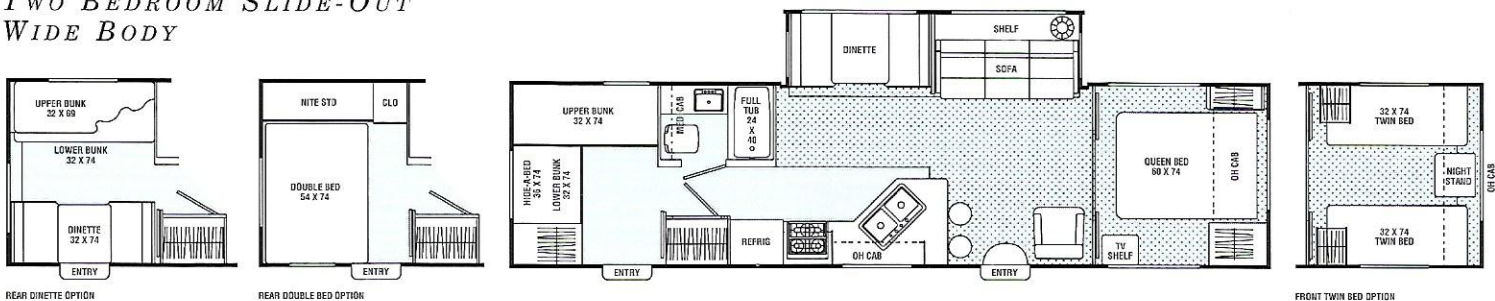 TWO BEDROOM SLIDE-OUT
WIDE BODY
UPPER BUNK
32 X 69
LOWER BUNK
32 X 74
DINETTE
32 X 74
ENTRY
REAR DINETTE OPTION
NITE STD
CLO
DOUBLE BED
54 X 74
ENTRY
REAR DOUBLE BED OPTION
UPPER BUNK
32 X 74
HIDE-A-BED
36 X 74
LOWER BUNK
32 X 74
MED CAB
FULL
TUB
24
X
40
DINETTE
SHELF
SOFA
REFRIG
OH CAB
ENTRY
ENTRY
QUEEN BED
60 X 74
OH CAB
TV
SHELF
32 X 74
TWIN BED
NIGHT
STAND
OH CAB
32 X 74
TWIN BED
FRONT TWIN BED OPTION